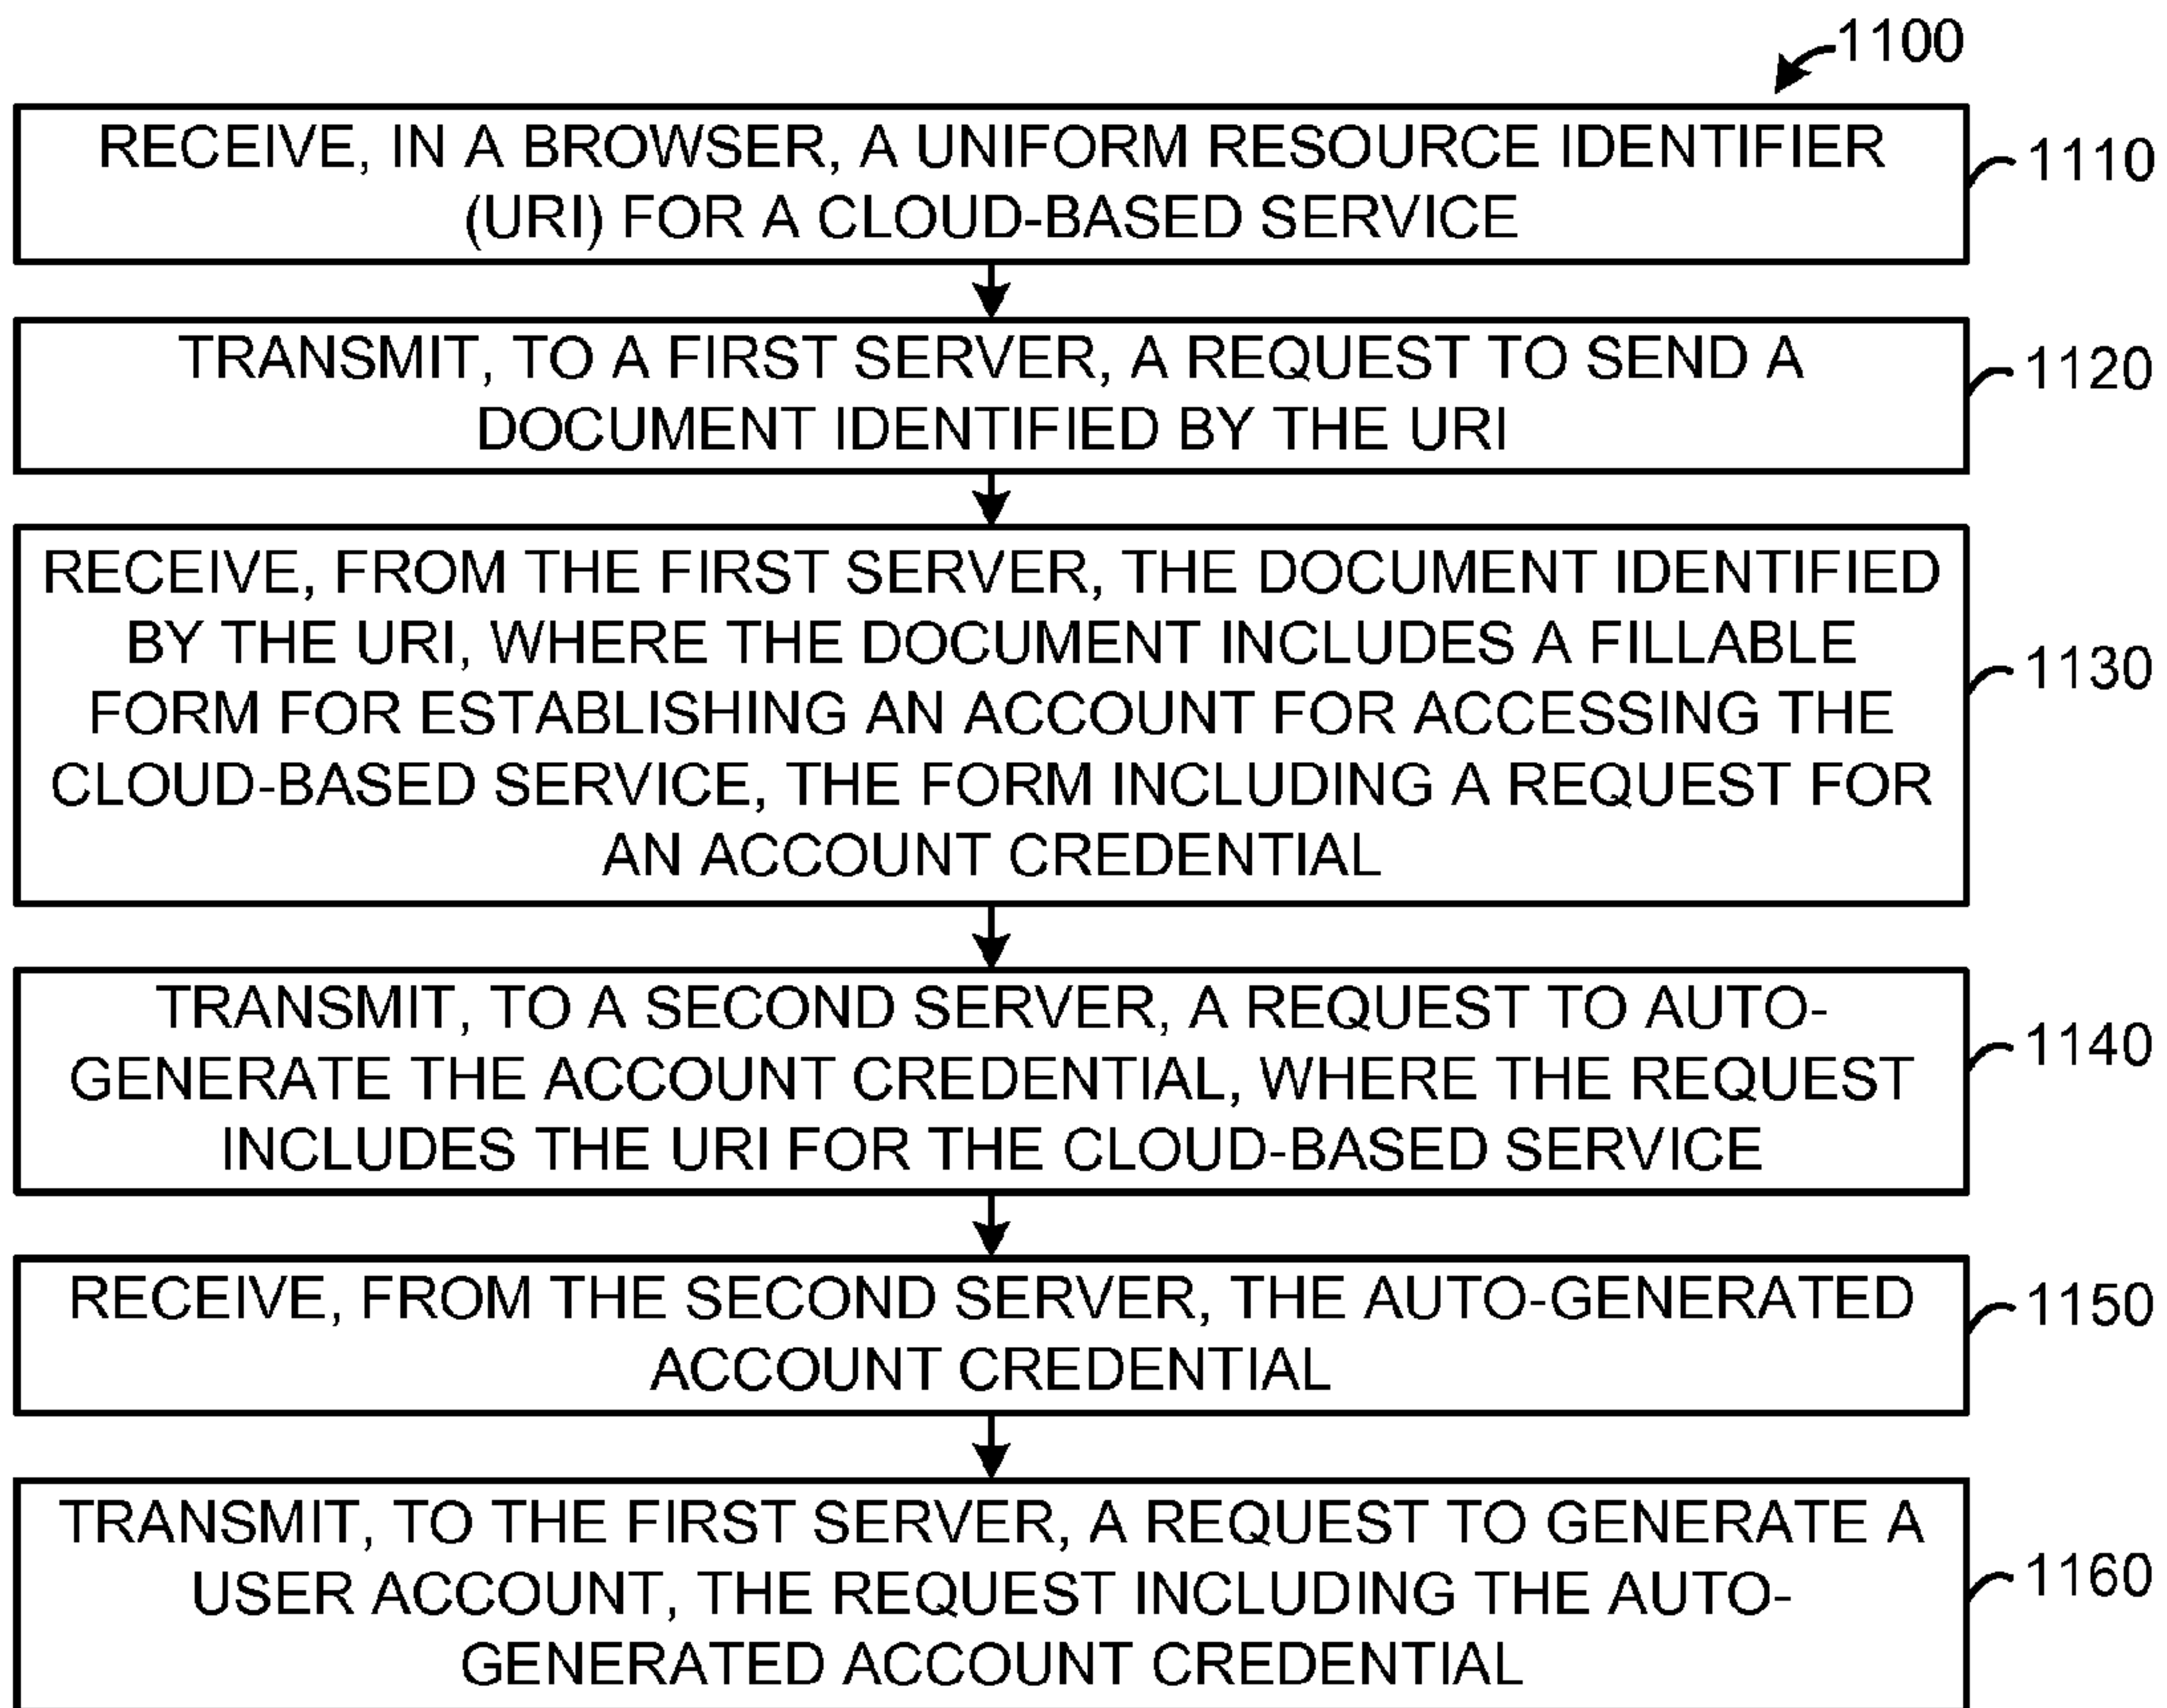 1100
RECEIVE, IN A BROWSER, A UNIFORM RESOURCE IDENTIFIER
(URI) FOR A CLOUD-BASED SERVICE
1110
TRANSMIT, TO A FIRST SERVER, A REQUEST TO SEND A
DOCUMENT IDENTIFIED BY THE URI
1120
RECEIVE, FROM THE FIRST SERVER, THE DOCUMENT IDENTIFIED
BY THE URI, WHERE THE DOCUMENT INCLUDES A FILLABLE
FORM FOR ESTABLISHING AN ACCOUNT FOR ACCESSING THE
CLOUD-BASED SERVICE, THE FORM INCLUDING A REQUEST FOR
AN ACCOUNT CREDENTIAL
1130
TRANSMIT, TO A SECOND SERVER, A REQUEST TO AUTO-
GENERATE THE ACCOUNT CREDENTIAL, WHERE THE REQUEST
INCLUDES THE URI FOR THE CLOUD-BASED SERVICE
1140
RECEIVE, FROM THE SECOND SERVER, THE AUTO-GENERATED
ACCOUNT CREDENTIAL
1150
TRANSMIT, TO THE FIRST SERVER, A REQUEST TO GENERATE A
USER ACCOUNT, THE REQUEST INCLUDING THE AUTO-
GENERATED ACCOUNT CREDENTIAL
1160